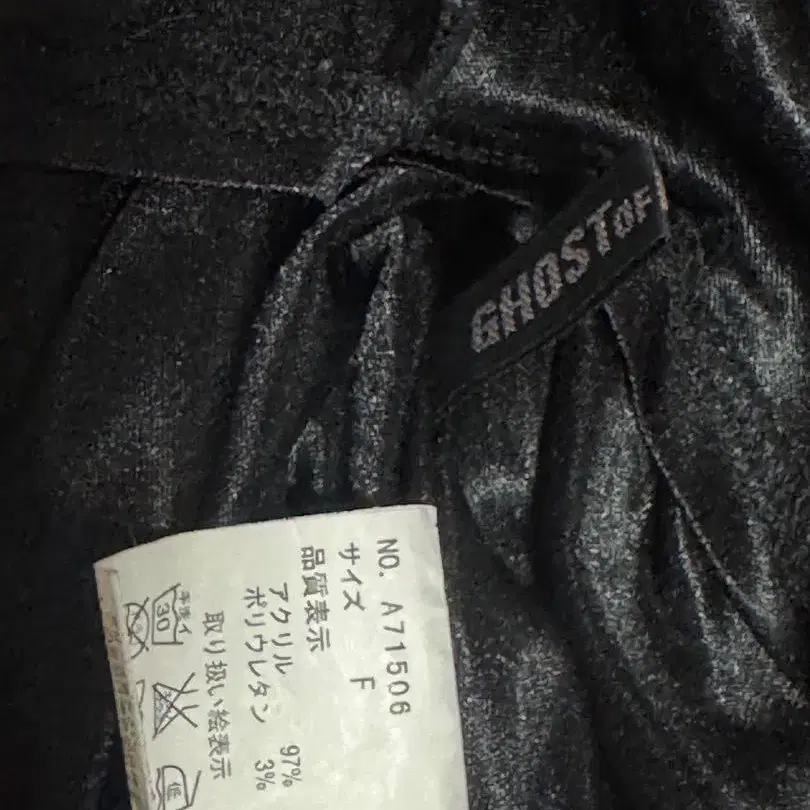 GHOST OF
NO. A71506
サイズ F
品質表示
アクリル 97%
ポリウレタン 3%
取り扱い絵表示
30
低